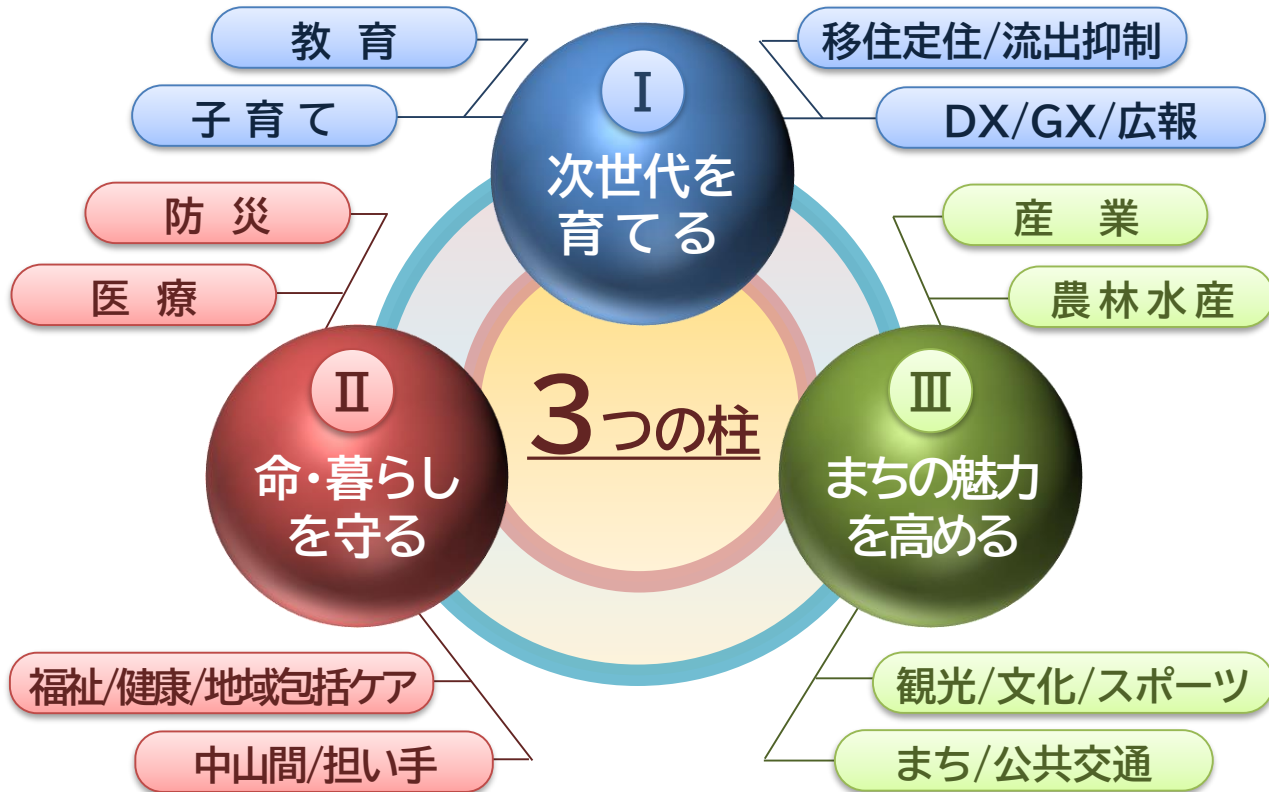 教 育
子 育 て
移住定住/流出抑制
DX/GX/広報
Ⅰ
次世代を
育てる
防 災
医 療
産 業
農林水産
3つの柱
Ⅱ
命・暮らし
を守る
Ⅲ
まちの魅力
を高める
福祉/健康/地域包括ケア
中山間/担い手
観光/文化/スポーツ
まち/公共交通